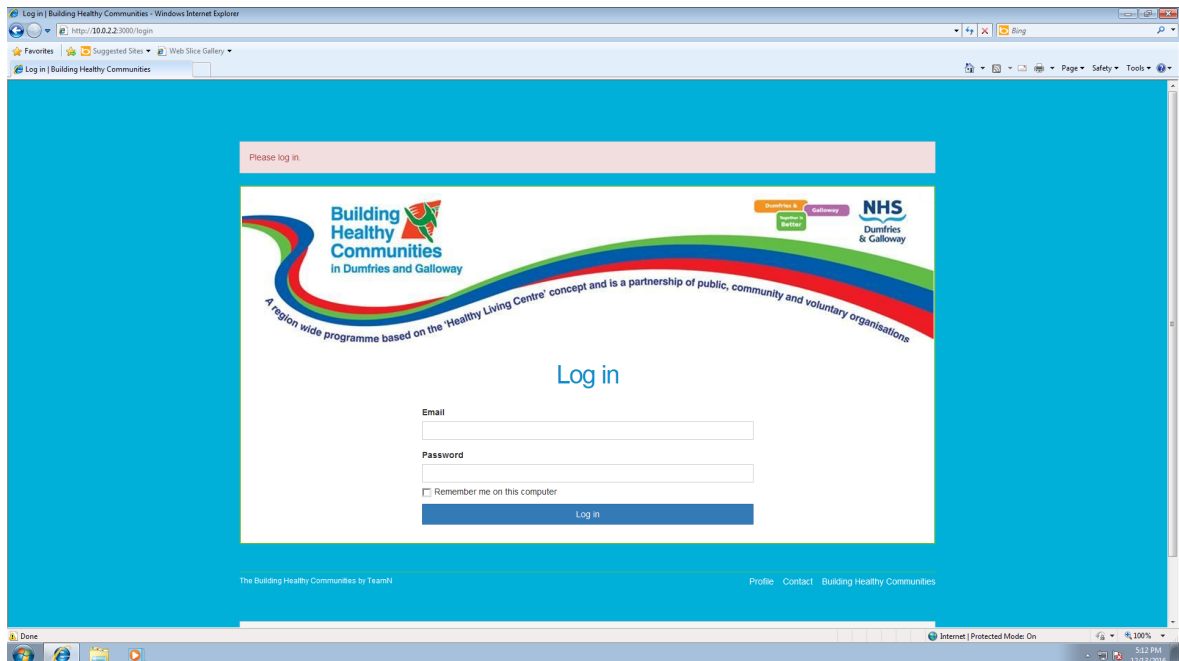 Log in | Building Healthy Communities - Windows Internet Explorer
http://10.0.2.2:3000/login
Bing
Favorites Suggested Sites Web Slice Gallery
Log in | Building Healthy Communities
Page Safety Tools
Please log in.
Building
Healthy
Communities
in Dumfries and Galloway
Dumfries &
Galloway
Together is
Better
NHS
Dumfries
& Galloway
A region wide programme based on the 'Healthy Living Centre' concept and is a partnership of public, community and voluntary organisations
Log in
Email
Password
Remember me on this computer
Log in
The Building Healthy Communities by TeamN
Profile Contact Building Healthy Communities
Done
Internet | Protected Mode: On
100%
5:12 PM